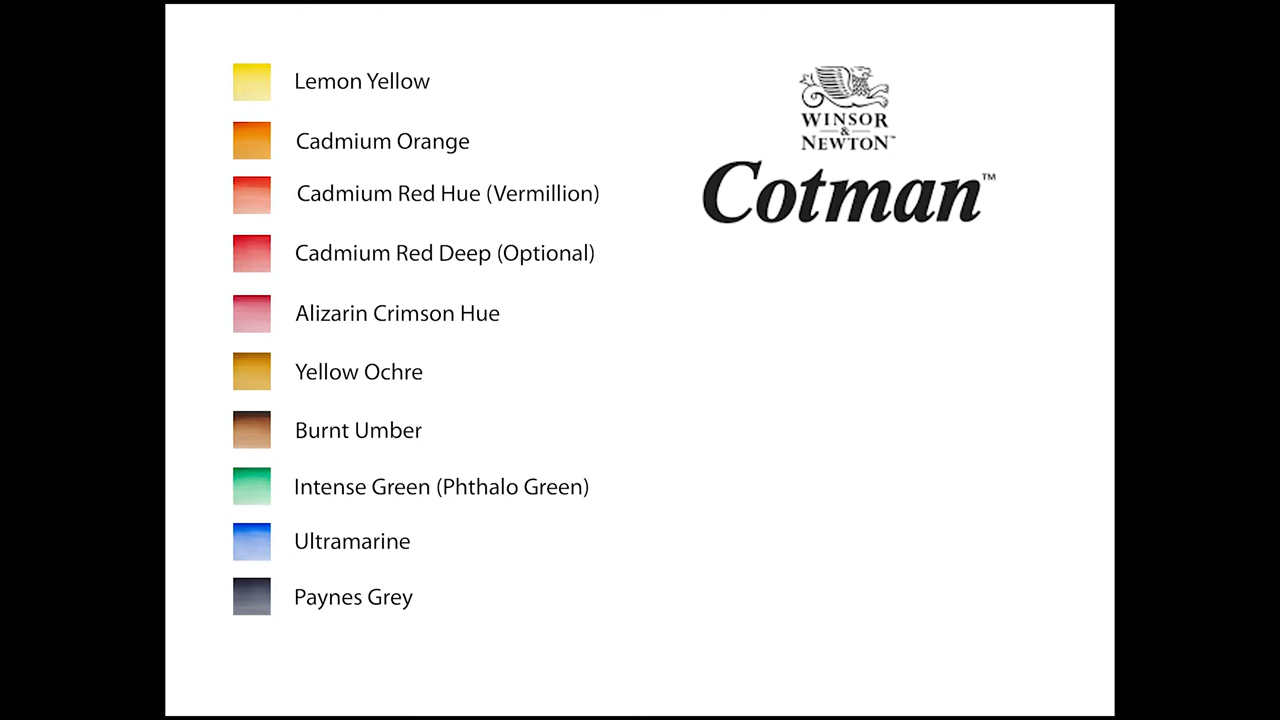 Lemon Yellow
Cadmium Orange
Cadmium Red Hue (Vermillion)
Cadmium Red Deep (Optional)
Alizarin Crimson Hue
Yellow Ochre
Burnt Umber
Intense Green (Phthalo Green)
Ultramarine
Paynes Grey
WINSOR
&
NEWTON™
Cotman™